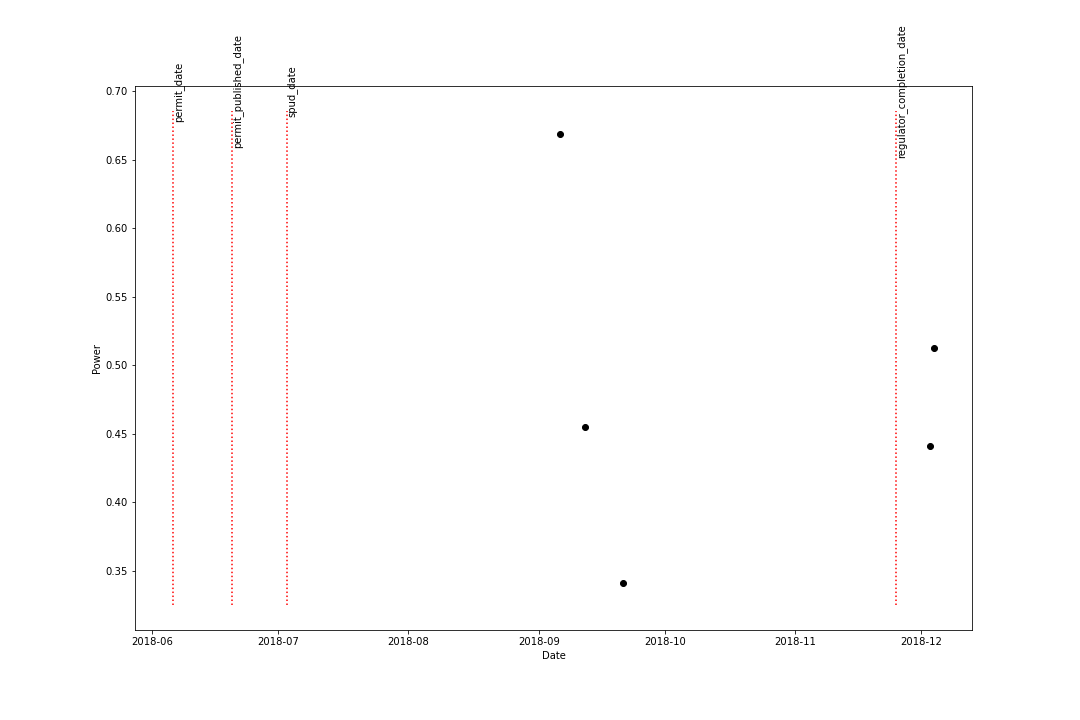 permit_date
permit_published_date
spud_date
regulator_completion_date
0.70
0.65
0.60
0.55
0.50
0.45
0.40
0.35
Power
2018-06 2018-07 2018-08 2018-09 2018-10 2018-11 2018-12
Date